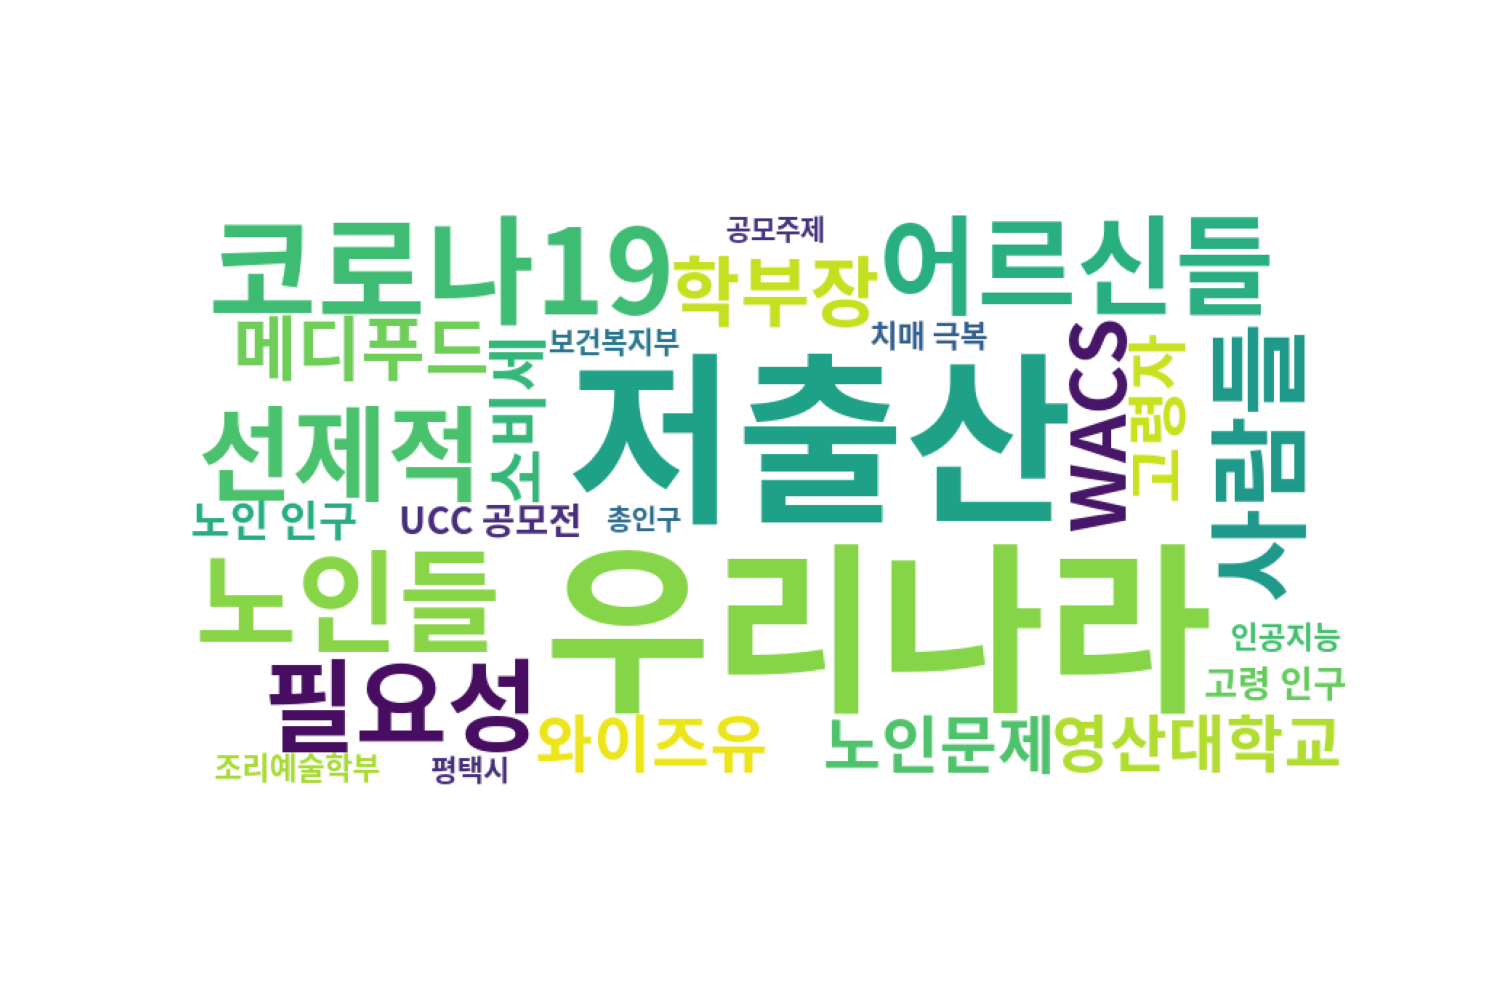 공모주제
코로나19
학부장
어르신들
메디푸드
소비세
보건복지부
치매 극복
WACS
고령자
사람들
선제적
저출산
노인 인구
UCC 공모전
총인구
노인들
우리나라
인공지능
고령 인구
필요성
와이즈유
노인문제
영산대학교
조리예술학부
평택시